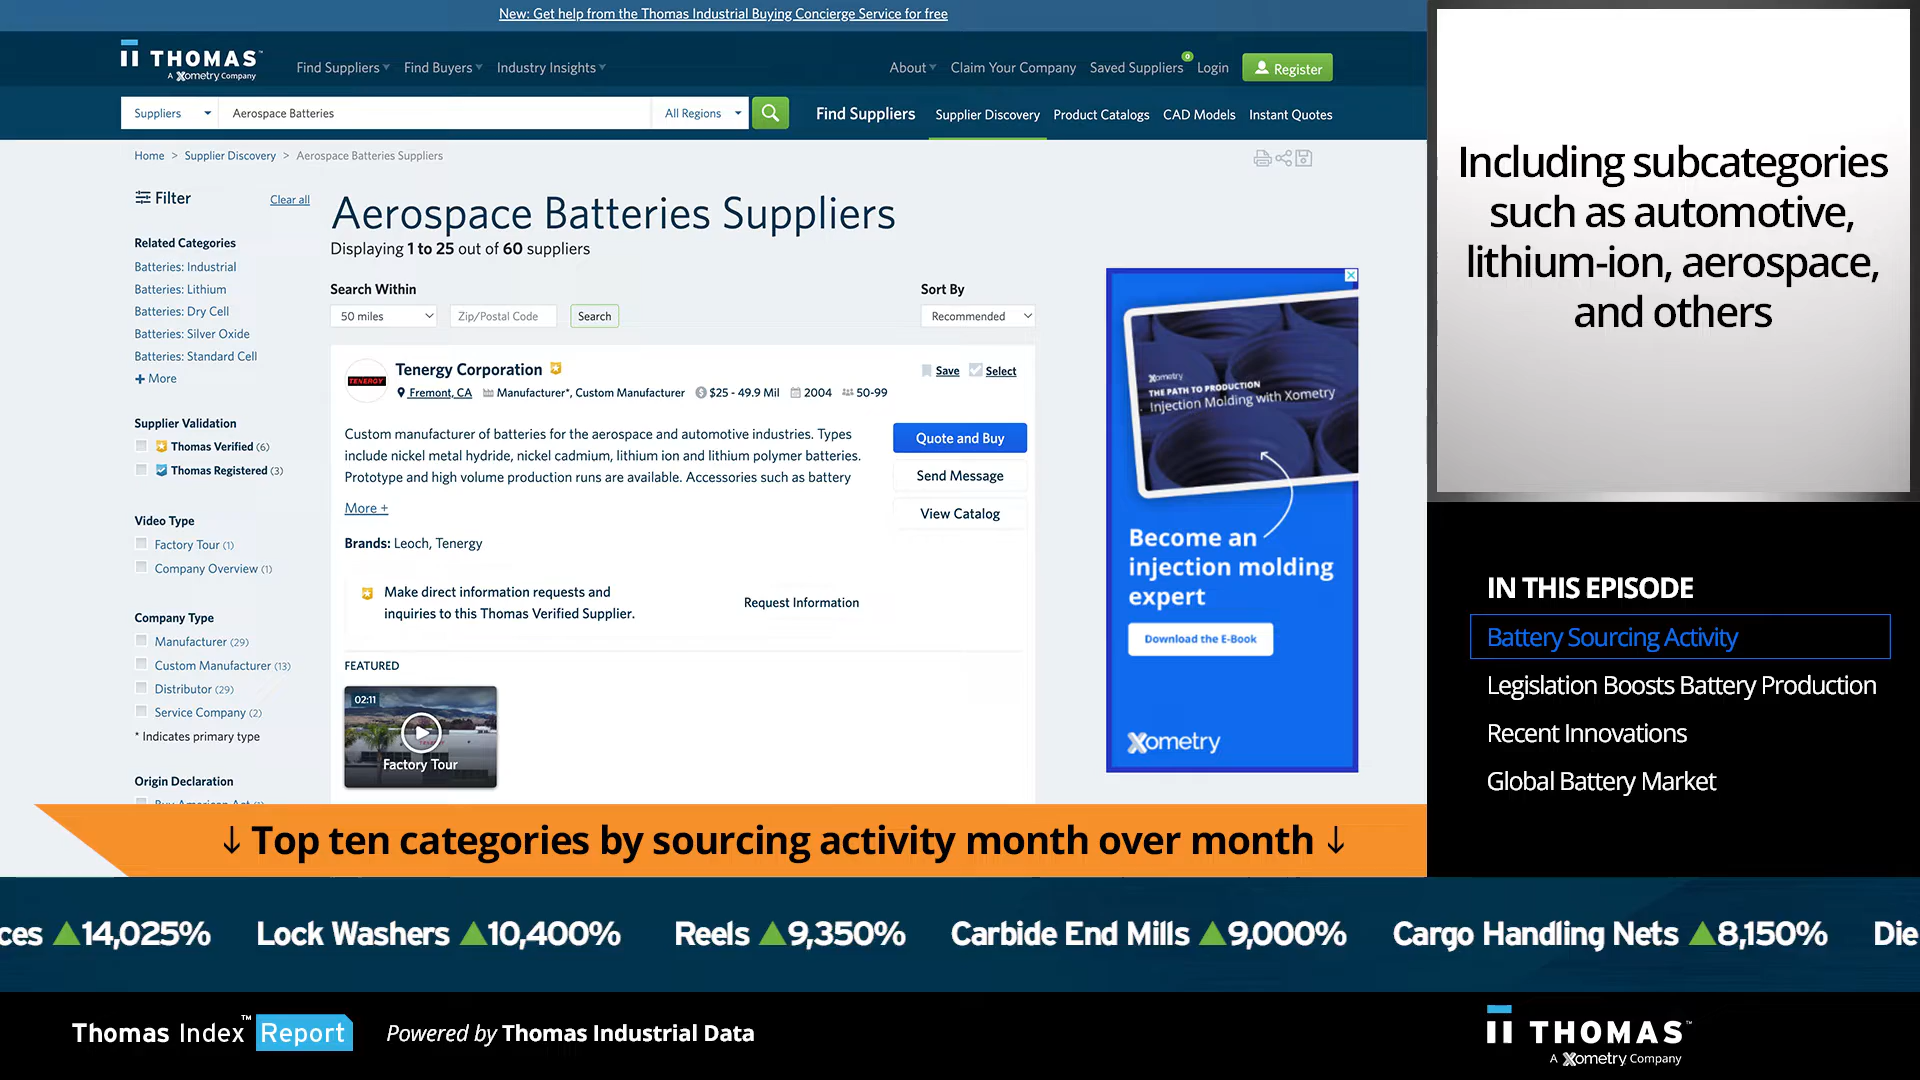 New: Get help from the Thomas Industrial Buying Concierge Service for free
THOMAS™
A Xometry Company
Find Suppliers
Find Buyers
Industry Insights
About
Claim Your Company
Saved Suppliers
0
Login
Register
Suppliers
Aerospace Batteries
All Regions
Find Suppliers
Supplier Discovery
Product Catalogs
CAD Models
Instant Quotes
Home > Supplier Discovery > Aerospace Batteries Suppliers
Filter
Clear all
Related Categories
Batteries: Industrial
Batteries: Lithium
Batteries: Dry Cell
Batteries: Silver Oxide
Batteries: Standard Cell
+ More
Supplier Validation
Thomas Verified (6)
Thomas Registered (3)
Video Type
Factory Tour (1)
Company Overview (1)
Company Type
Manufacturer (29)
Custom Manufacturer (13)
Distributor (29)
Service Company (2)
* Indicates primary type
Origin Declaration
Buy American Act (1)
Aerospace Batteries Suppliers
Displaying 1 to 25 out of 60 suppliers
Search Within
50 miles
Zip/Postal Code
Search
Sort By
Recommended
TENERGY
Tenergy Corporation
Save
Select
Fremont, CA
Manufacturer*, Custom Manufacturer
$25 - 49.9 Mil
2004
50-99
Custom manufacturer of batteries for the aerospace and automotive industries. Types
include nickel metal hydride, nickel cadmium, lithium ion and lithium polymer batteries.
Prototype and high volume production runs are available. Accessories such as battery
More +
Quote and Buy
Send Message
View Catalog
Brands: Leoch, Tenergy
Make direct information requests and
inquiries to this Thomas Verified Supplier.
Request Information
FEATURED
02:11
Factory Tour
Xometry
THE PATH TO PRODUCTION
Injection Molding with Xometry
Become an
injection molding
expert
Download the E-Book
Xometry
Including subcategories
such as automotive,
lithium-ion, aerospace,
and others
IN THIS EPISODE
Battery Sourcing Activity
Legislation Boosts Battery Production
Recent Innovations
Global Battery Market
↓ Top ten categories by sourcing activity month over month ↓
ces ▲14,025% Lock Washers ▲10,400% Reels ▲9,350% Carbide End Mills ▲9,000% Cargo Handling Nets ▲8,150% Die
Thomas Index™ Report
Powered by Thomas Industrial Data
THOMAS™
A Xometry Company